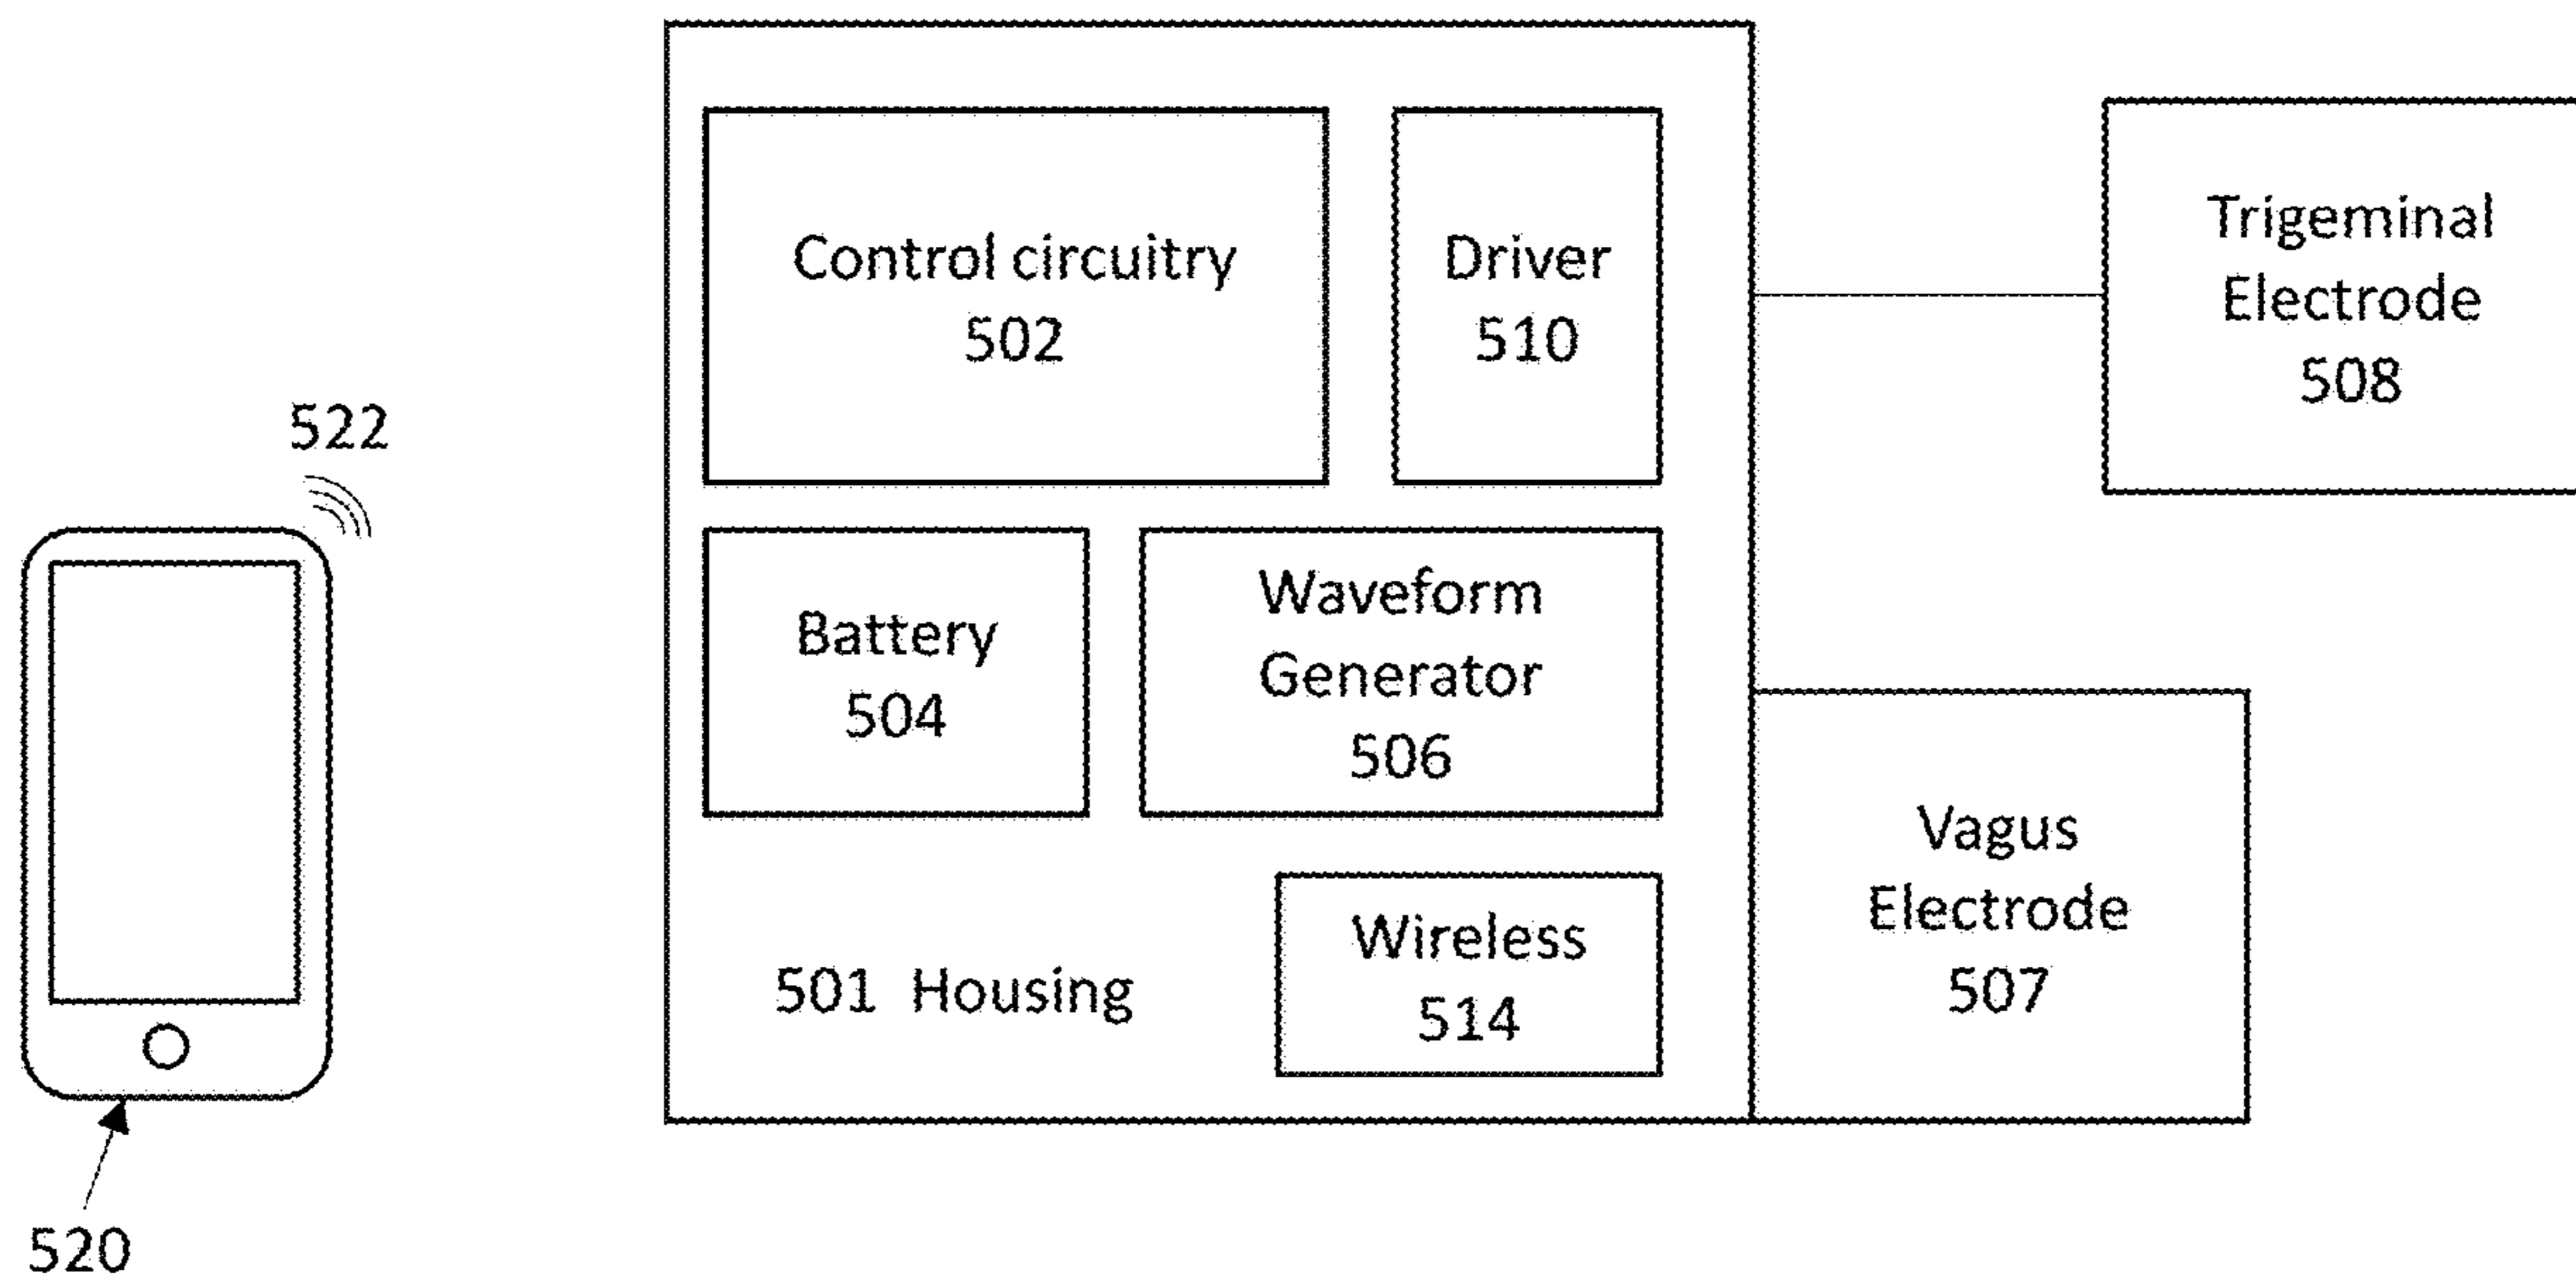 Control circuitry
502
Driver
510
Trigeminal
Electrode
508
522
Battery
504
Waveform
Generator
506
Vagus
Electrode
507
501 Housing
Wireless
514
520